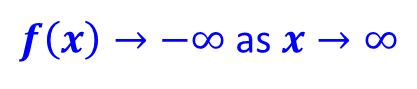 f(x) → −∞ as x → ∞